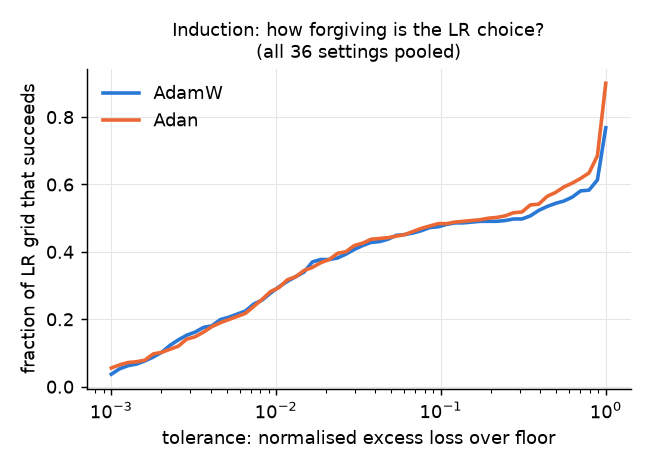 Induction: how forgiving is the LR choice?
(all 36 settings pooled)
AdamW
Adan
fraction of LR grid that succeeds
0.8
0.6
0.4
0.2
0.0
10⁻³
10⁻²
10⁻¹
10⁰
tolerance: normalised excess loss over floor